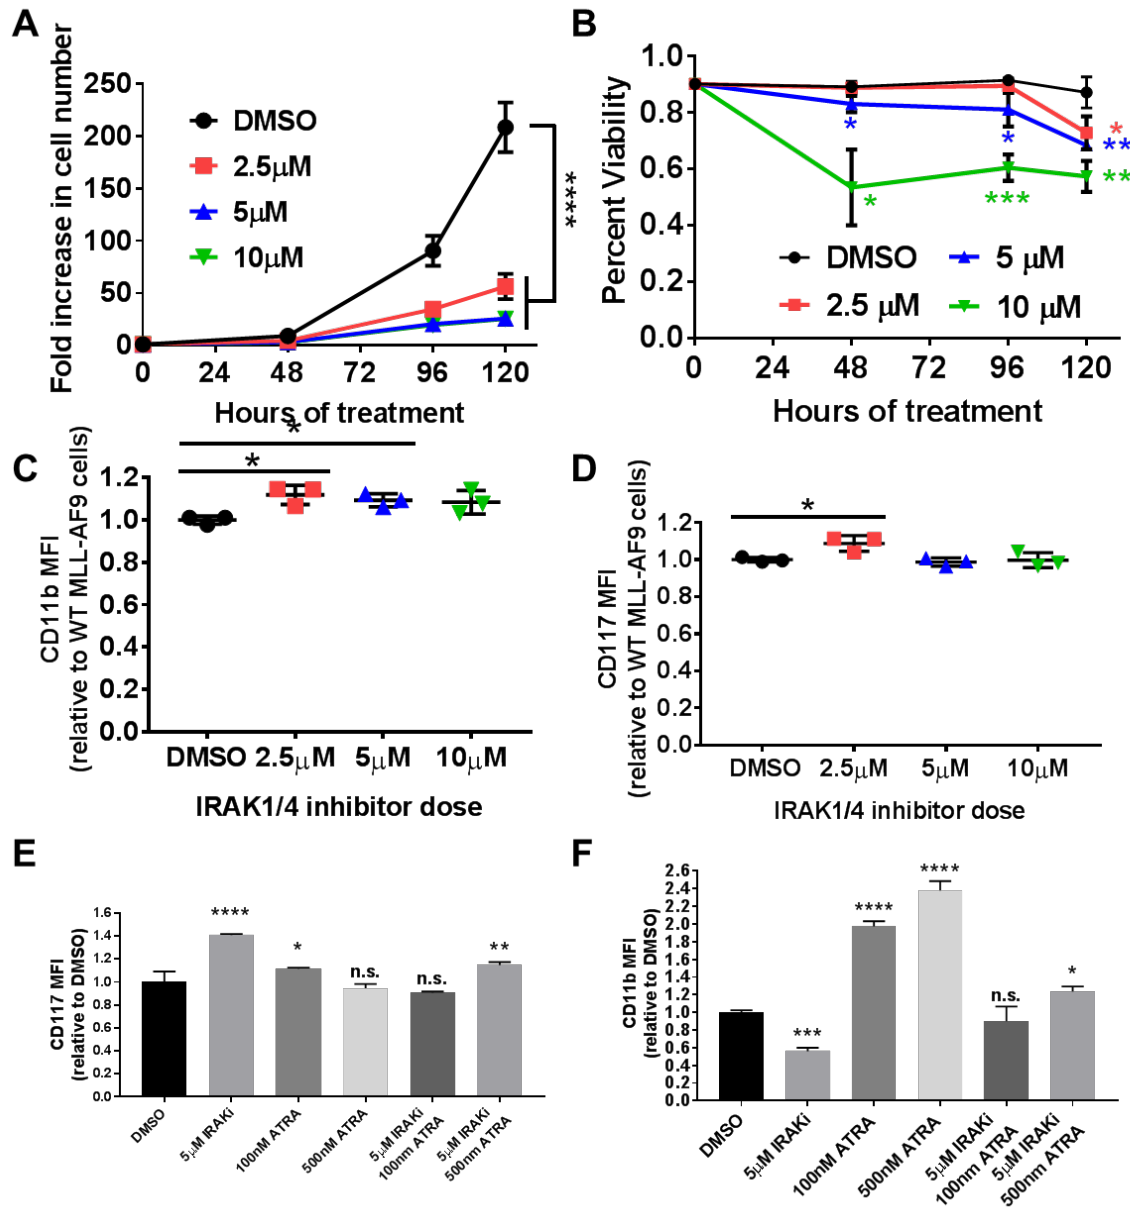 A
Fold increase in cell number
250
200
150
100
50
0
DMSO
2.5μM
5μM
10μM
****
0 24 48 72 96 120
Hours of treatment
B
Percent Viability
1.0
0.8
0.6
0.4
0.2
0.0
*
*
*
**
*
***
**
DMSO
2.5 μM
5 μM
10 μM
0 24 48 72 96 120
Hours of treatment
C
CD11b MFI
(relative to WT MLL-AF9 cells)
1.2
1.0
0.8
0.6
0.4
0.2
0.0
*
*
DMSO 2.5μM 5μM 10μM
IRAK1/4 inhibitor dose
D
CD117 MFI
(relative to WT MLL-AF9 cells)
1.2
1.0
0.8
0.6
0.4
0.2
0.0
*
DMSO 2.5μM 5μM 10μM
IRAK1/4 inhibitor dose
E
CD117 MFI
(relative to DMSO)
1.6
1.4
1.2
1.0
0.8
0.6
0.4
0.2
0.0
**** * n.s. n.s. **
DMSO
5μM IRAKi
100nM ATRA
500nM ATRA
5μM IRAKi
100nm ATRA
5μM IRAKi
500nm ATRA
F
CD11b MFI
(relative to DMSO)
2.6
2.4
2.2
2.0
1.8
1.6
1.4
1.2
1.0
0.8
0.6
0.4
0.2
0.0
*** **** **** n.s. *
DMSO
5μM IRAKi
100nM ATRA
500nM ATRA
5μM IRAKi
100nm ATRA
5μM IRAKi
500nm ATRA